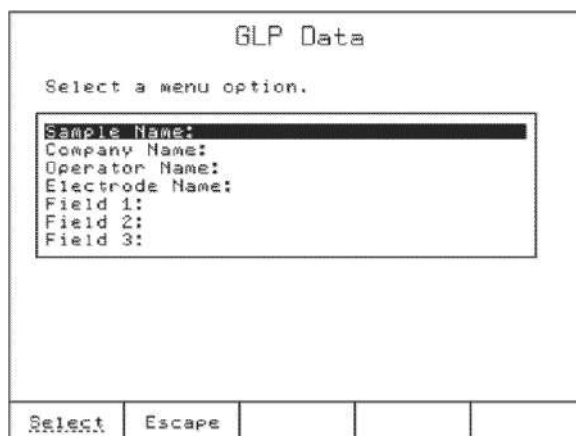 GLP Data
Select a menu option.
Sample Name:
Company Name:
Operator Name:
Electrode Name:
Field 1:
Field 2:
Field 3:
Select Escape